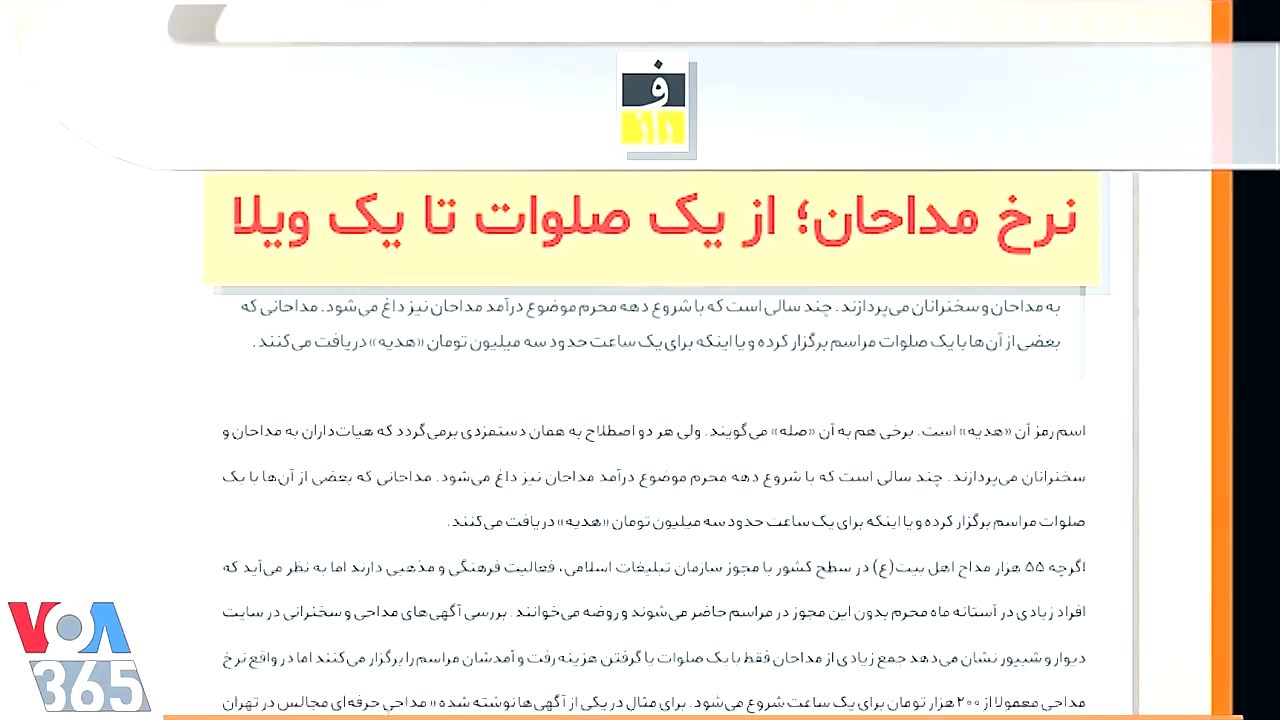 نرخ مداحان؛ از یک صلوات تا یک ویلا
به مداحان و سخنرانان می‌پردازند. چند سالی است که با شروع دهه محرم موضوع درآمد مداحان نیز داغ می‌شود. مداحانی که
بعضی از آن‌ها با یک صلوات مراسم برگزار کرده و یا اینکه برای یک ساعت حدود سه میلیون تومان «هدیه» دریافت می‌کنند.
اسم رمز آن «هدیه» است. برخی هم به آن «صله» می‌گویند. ولی هر دو اصطلاح به همان دستمزدی برمی‌گردد که هیات‌داران به مداحان و
سخنرانان می‌پردازند. چند سالی است که با شروع دهه محرم موضوع درآمد مداحان نیز داغ می‌شود. مداحانی که بعضی از آن‌ها با یک
صلوات مراسم برگزار کرده و یا اینکه برای یک ساعت حدود سه میلیون تومان «هدیه» دریافت می‌کنند.
اگرچه ۵۵ هزار مداح اهل بیت(ع) در سطح کشور با مجوز سازمان تبلیغات اسلامی، فعالیت فرهنگی و مذهبی دارند اما به نظر می‌آید که
افراد زیادی در آستانه ماه محرم بدون این مجوز در مراسم حاضر می‌شوند و روضه می‌خوانند. بررسی آگهی‌های مداحی و سخنرانی در سایت
دیوار و شیپور نشان می‌دهد جمع زیادی از مداحان فقط با یک صلوات یا گرفتن هزینه رفت و آمدشان مراسم را برگزار می‌کنند اما در واقع نرخ
مداحی معمولا از ۲۰۰ هزار تومان برای یک ساعت شروع می‌شود. برای مثال در یکی از آگهی‌ها نوشته شده « مداحی حرفه‌ای مجالس در تهران
VOA
365